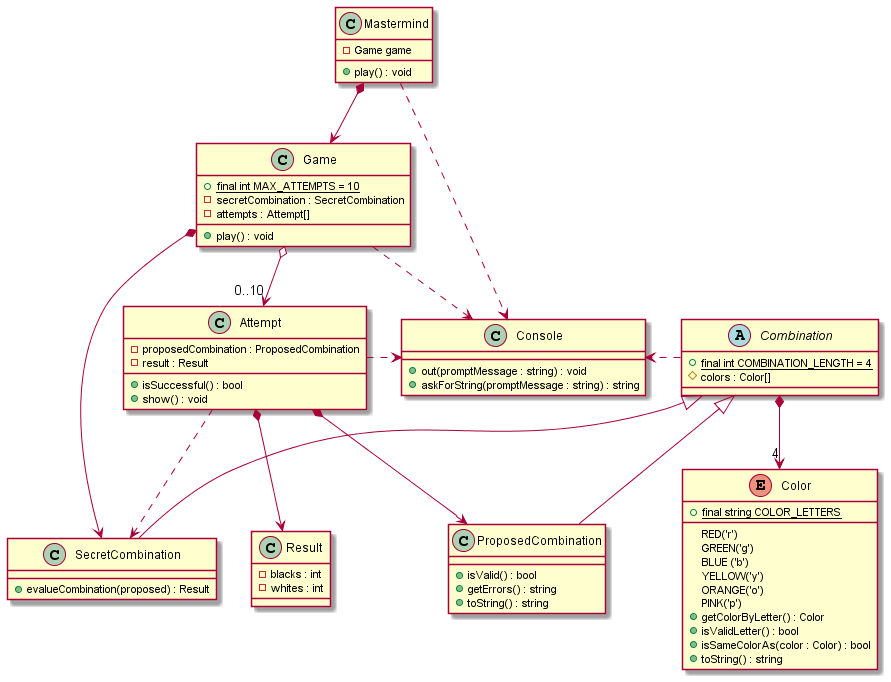 C Mastermind
Game game
play() : void
C Game
final int MAX_ATTEMPTS = 10
secretCombination : SecretCombination
attempts : Attempt[]
play() : void
0..10
C Attempt
proposedCombination : ProposedCombination
result : Result
isSuccessful() : bool
show() : void
C Console
out(promptMessage : string) : void
askForString(promptMessage : string) : string
A Combination
final int COMBINATION_LENGTH = 4
colors : Color[]
4
C SecretCombination
evalueCombination(proposed) : Result
C Result
blacks : int
whites : int
C ProposedCombination
isValid() : bool
getErrors() : string
toString() : string
E Color
final string COLOR_LETTERS
RED('r')
GREEN('g')
BLUE ('b')
YELLOW('y')
ORANGE('o')
PINK('p')
getColorByLetter() : Color
isValidLetter() : bool
isSameColorAs(color : Color) : bool
toString() : string